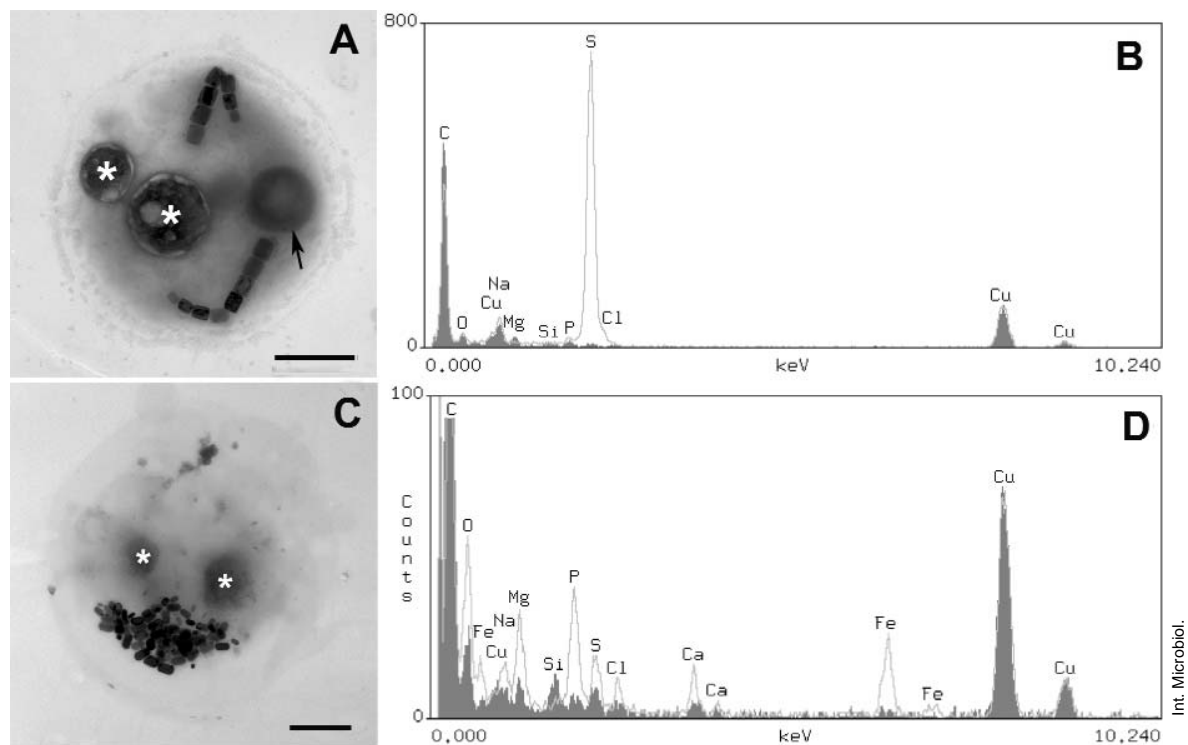 A
*
*
800
B
S
C
Na
Cu
O
Mg
Si
P
Cl
Cu
Cu
0
0.000
keV
10.240
C
*
*
100
D
C
Counts
O
Cu
P
Mg
Na
Fe
Cu
Si
S
Cl
Ca
Ca
Fe
Fe
Cu
0
0.000
keV
10.240
Int. Microbiol.